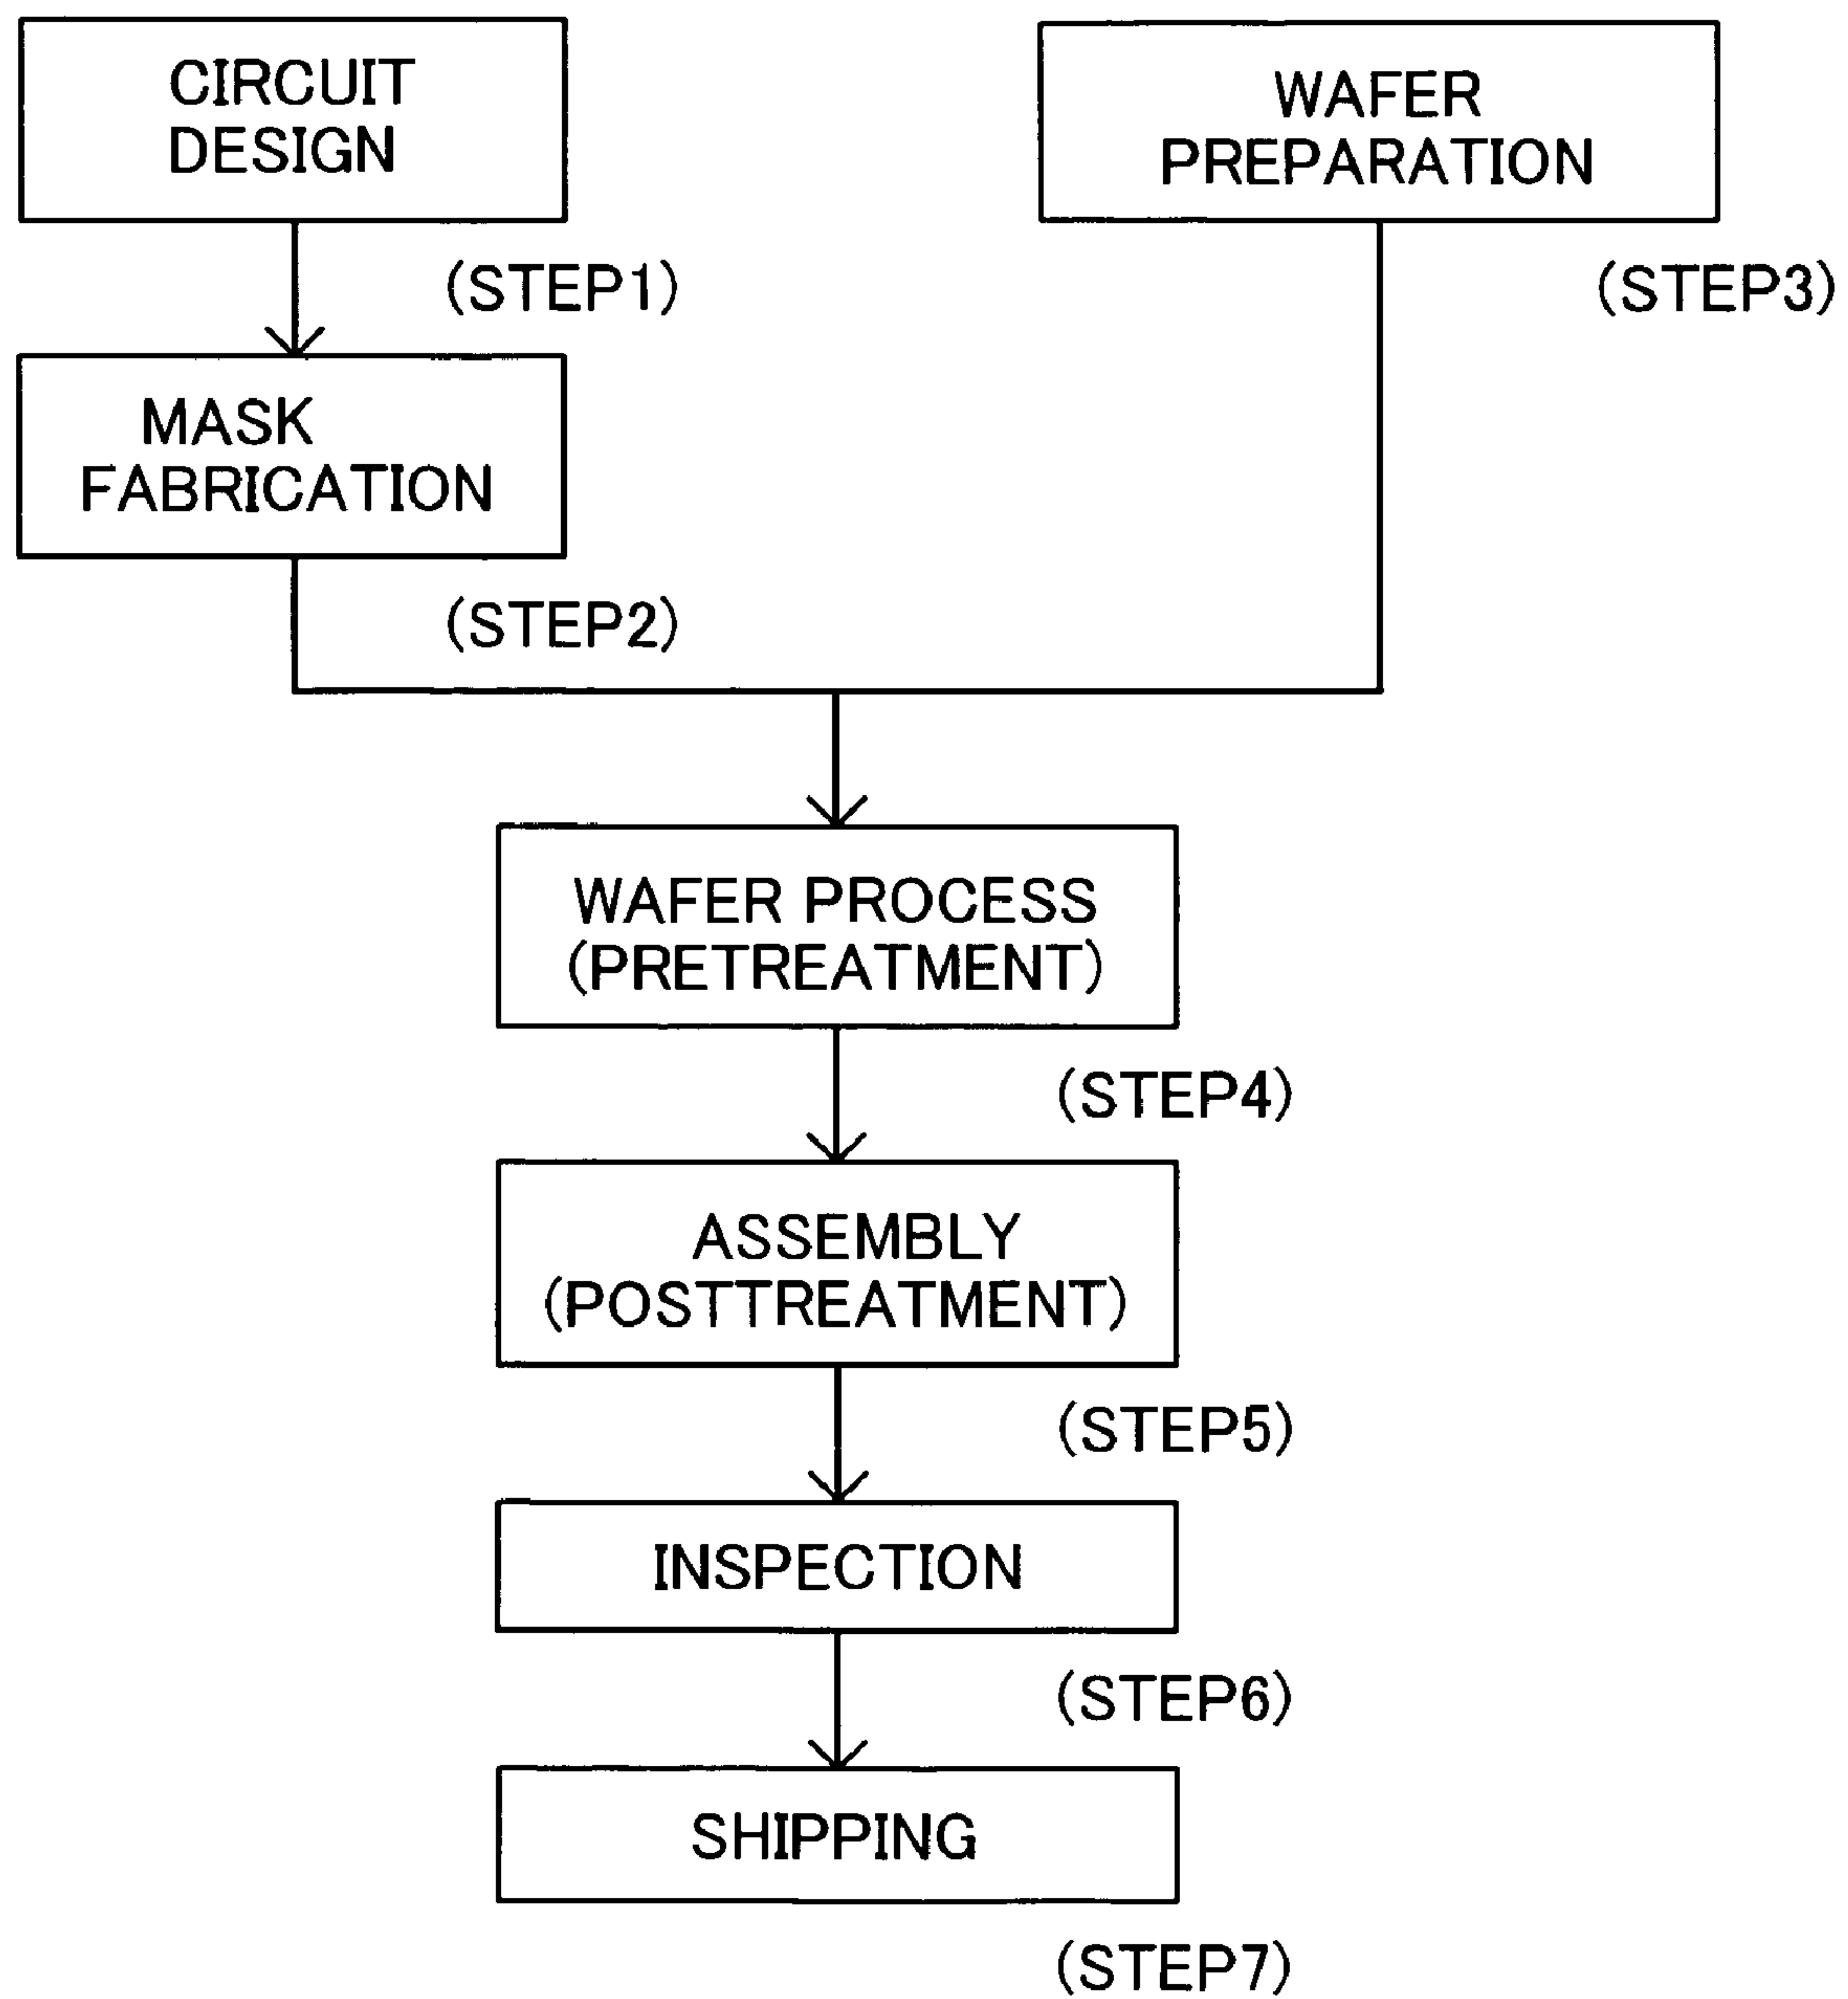 CIRCUIT
DESIGN
(STEP1)
MASK
FABRICATION
(STEP2)
WAFER
PREPARATION
(STEP3)
WAFER PROCESS
(PRETREATMENT)
(STEP4)
ASSEMBLY
(POSTTREATMENT)
(STEP5)
INSPECTION
(STEP6)
SHIPPING
(STEP7)